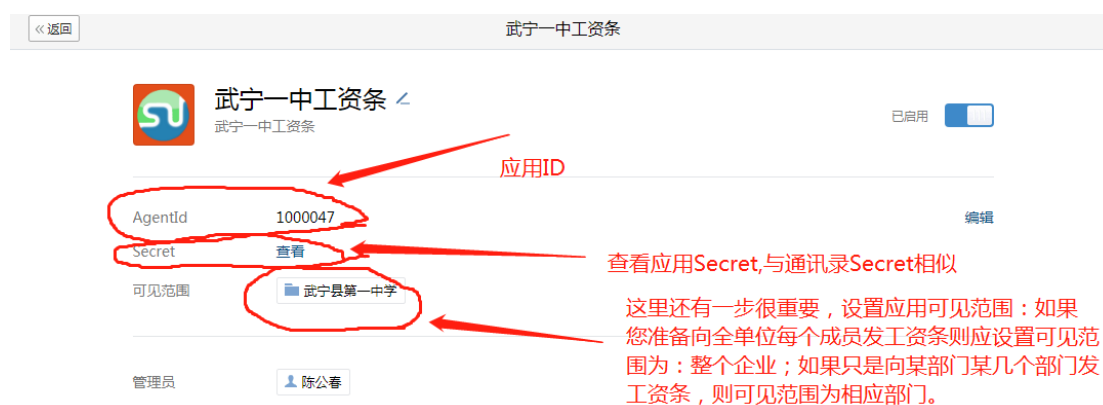 « 返回
武宁一中工资条
武宁一中工资条
武宁一中工资条
已启用
应用ID
AgentId 1000047 编辑
Secret 查看
查看应用Secret,与通讯录Secret相似
可见范围 武宁县第一中学
这里还有一步很重要，设置应用可见范围：如果
您准备向全单位每个成员发工资条则应设置可见范
围为：整个企业；如果只是向某部门某几个部门发
工资条，则可见范围为相应部门。
管理员 陈公春